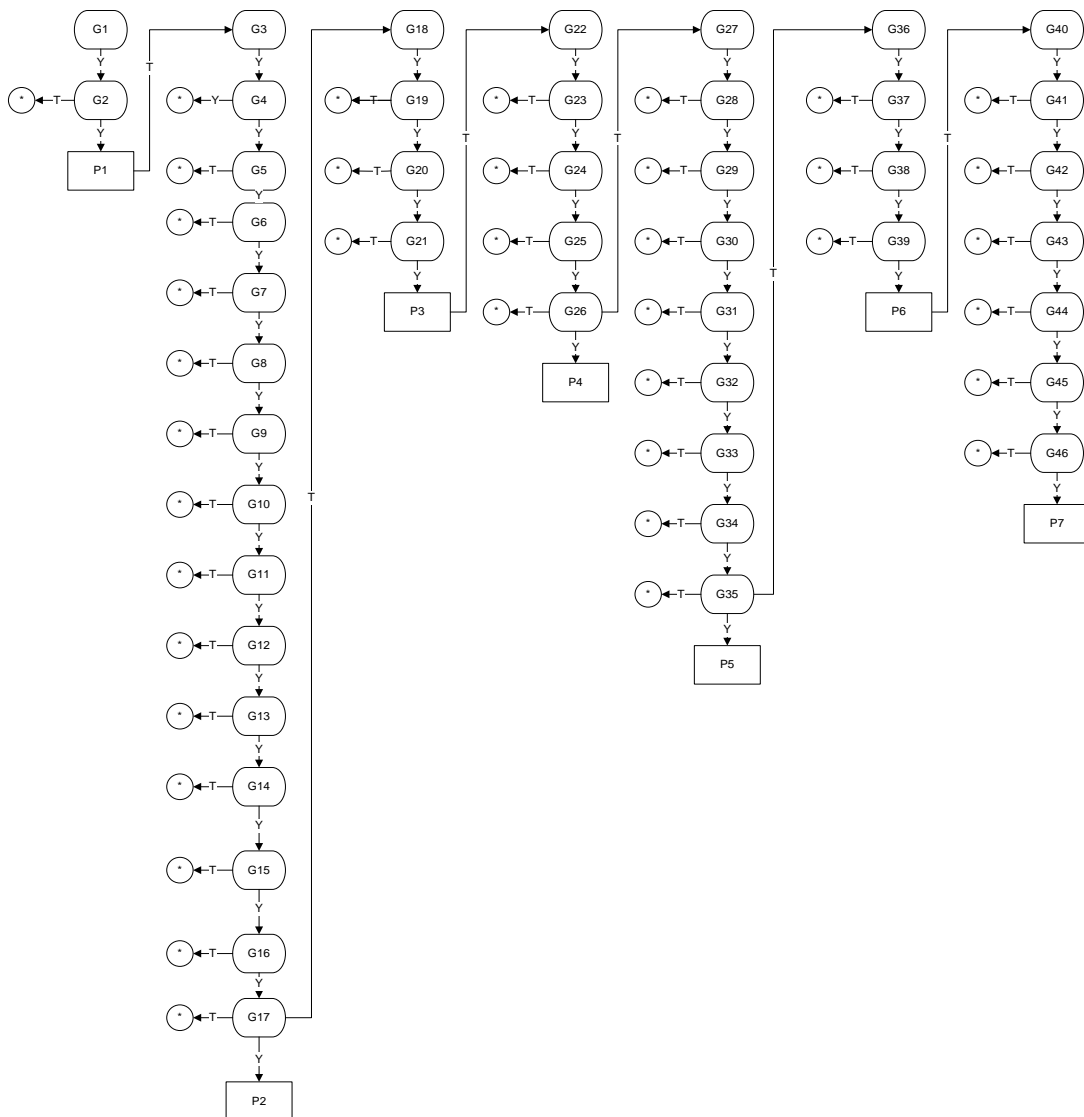 G1
Y
* T G2
Y
P1
T
G3
Y
* Y G4
Y
* T G5
Y
* T G6
Y
* T G7
Y
* T G8
Y
* T G9
Y
* T G10
Y
* T G11
Y
* T G12
Y
* T G13
Y
* T G14
Y
* T G15
Y
* T G16
Y
* T G17
Y
P2
T
G18
Y
* T G19
Y
* T G20
Y
* T G21
Y
P3
T
G22
Y
* T G23
Y
* T G24
Y
* T G25
Y
* T G26
Y
P4
T
G27
Y
* T G28
Y
* T G29
Y
* T G30
Y
* T G31
Y
* T G32
Y
* T G33
Y
* T G34
Y
* T G35
Y
P5
T
G36
Y
* T G37
Y
* T G38
Y
* T G39
Y
P6
T
G40
Y
* T G41
Y
* T G42
Y
* T G43
Y
* T G44
Y
* T G45
Y
* T G46
Y
P7